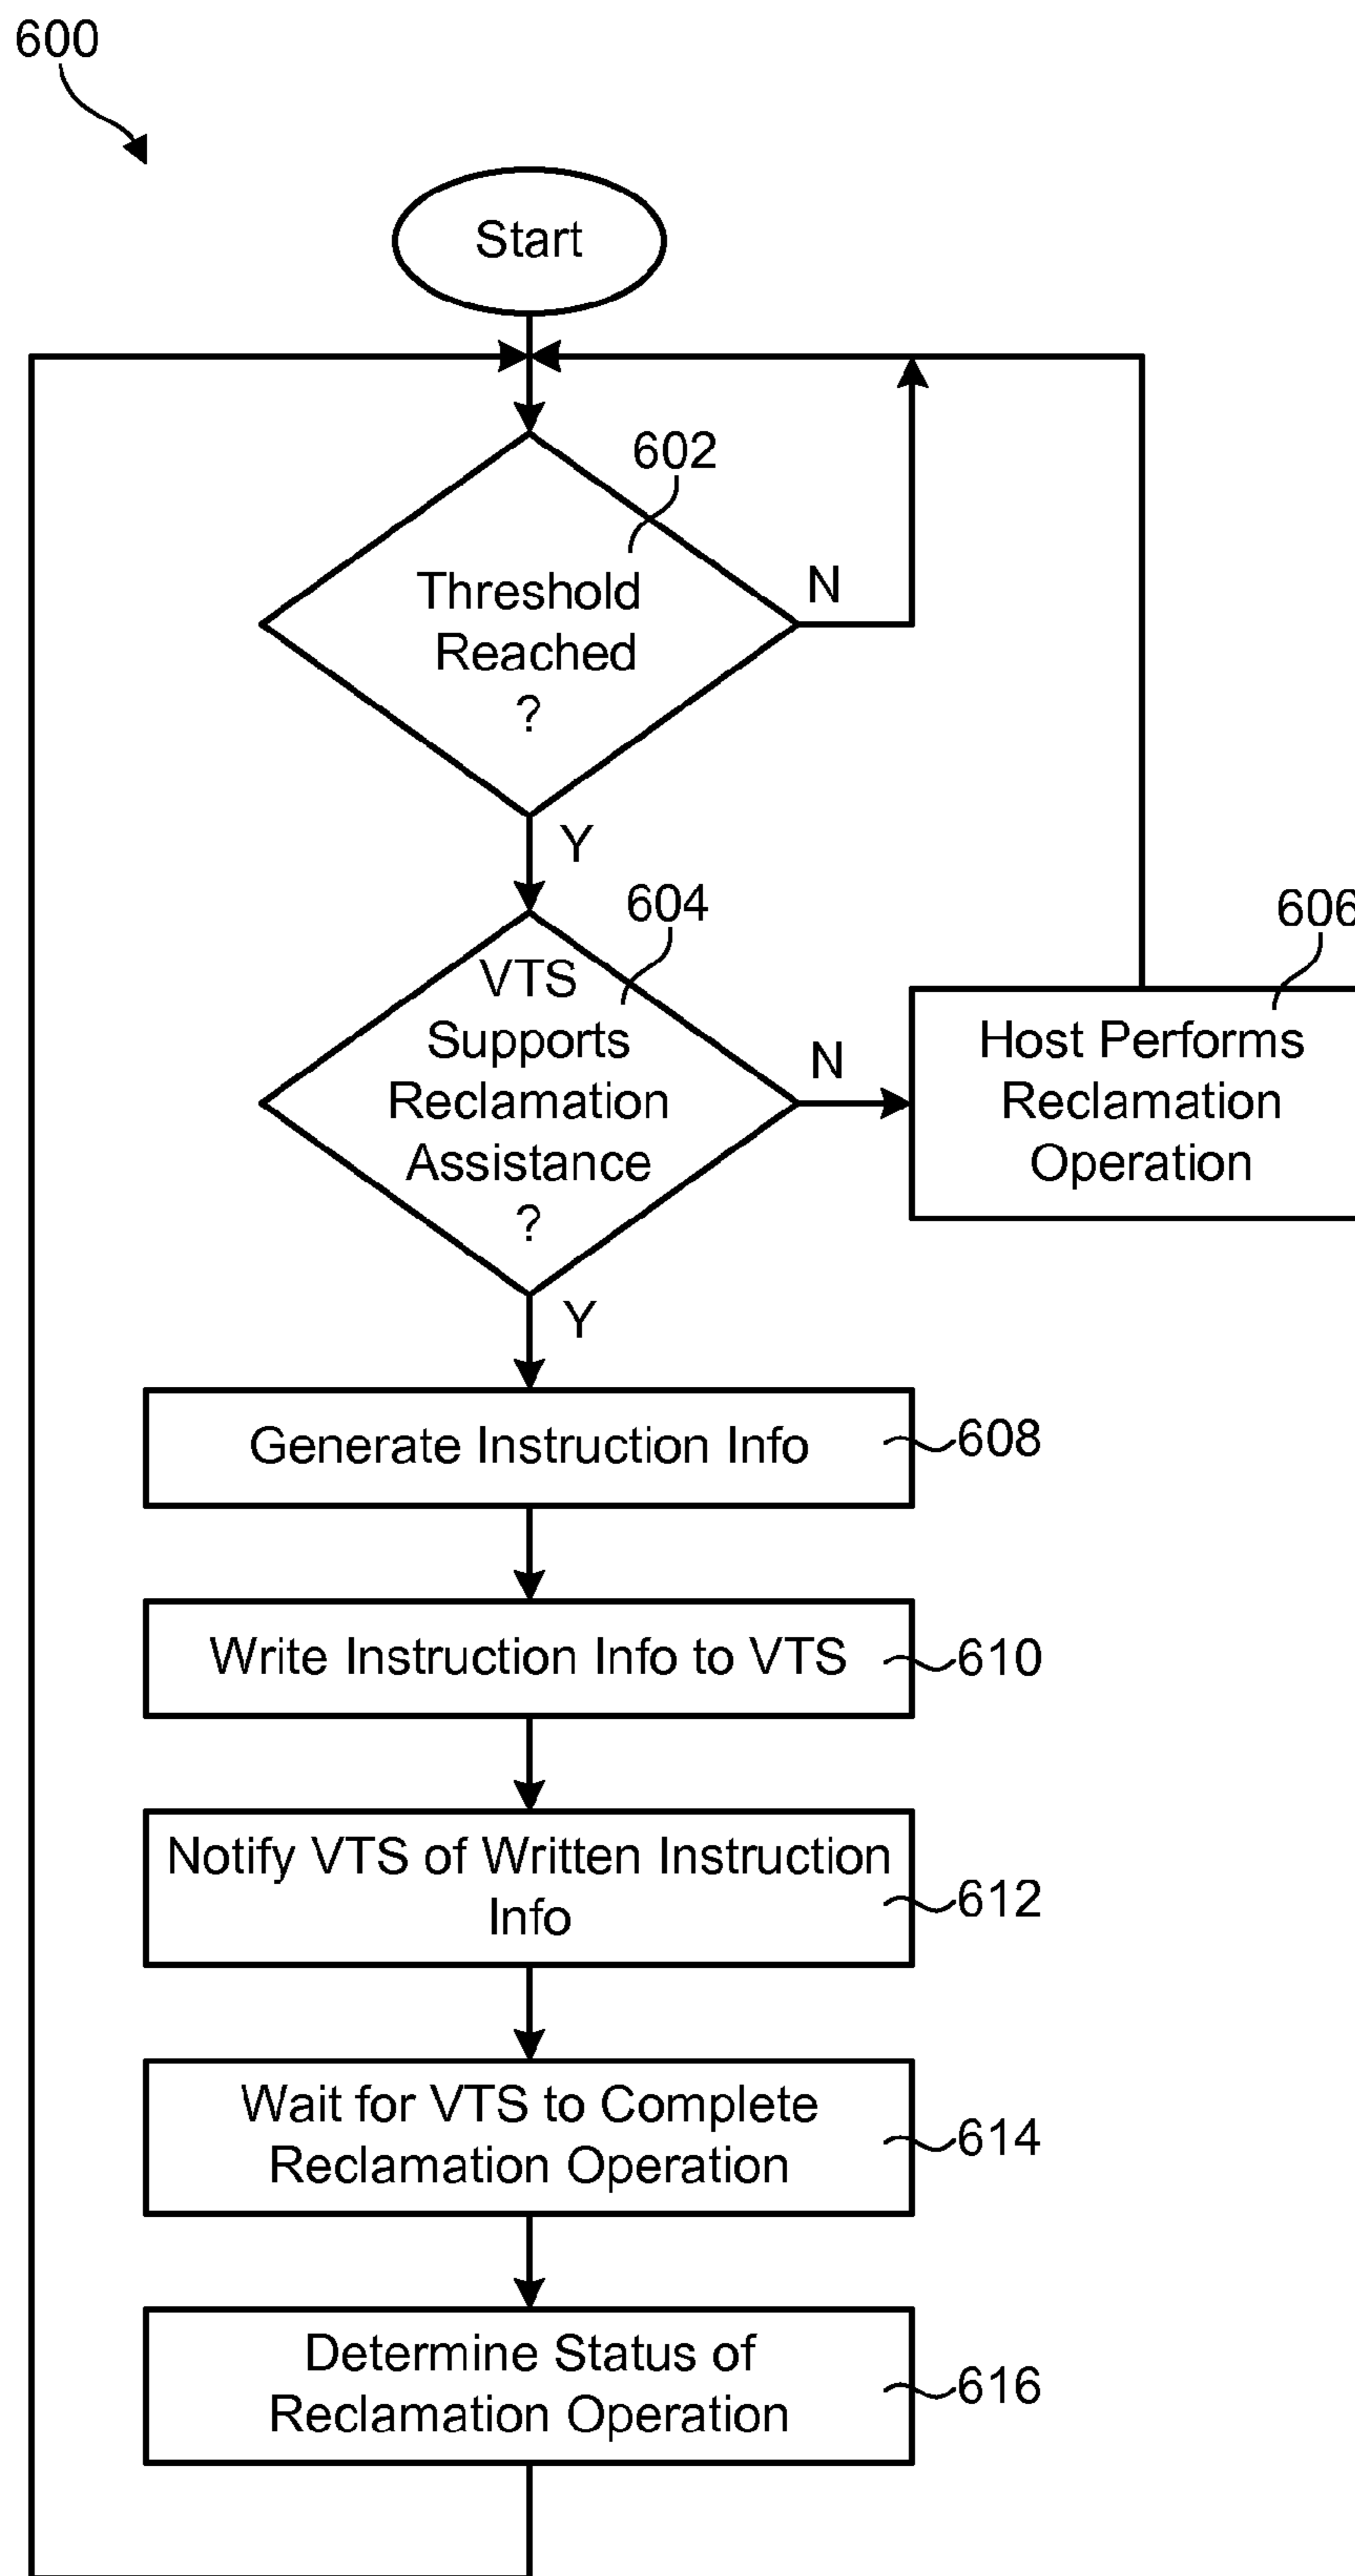 600
Start
602
Threshold
Reached
?
N
Y
604
VTS
Supports
Reclamation
Assistance
?
N
606
Host Performs
Reclamation
Operation
Y
Generate Instruction Info
608
Write Instruction Info to VTS
610
Notify VTS of Written Instruction
Info
612
Wait for VTS to Complete
Reclamation Operation
614
Determine Status of
Reclamation Operation
616